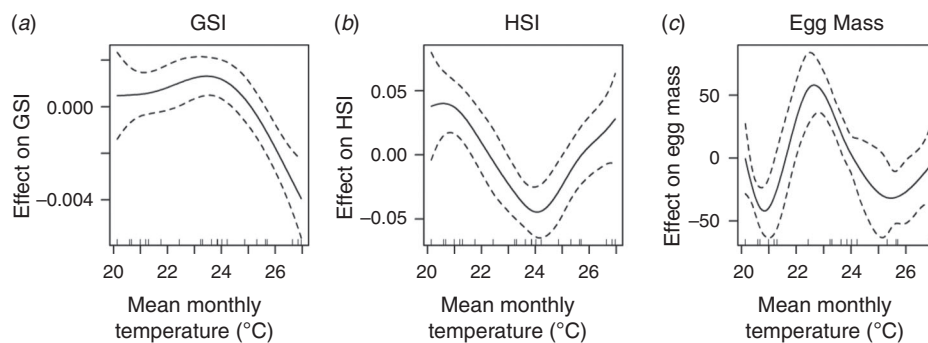 (a) GSI
Effect on GSI
0.000
−0.004
20 22 24 26
Mean monthly
temperature (°C)
(b) HSI
Effect on HSI
0.05
0.00
−0.05
20 22 24 26
Mean monthly
temperature (°C)
(c) Egg Mass
Effect on egg mass
50
0
−50
20 22 24 26
Mean monthly
temperature (°C)